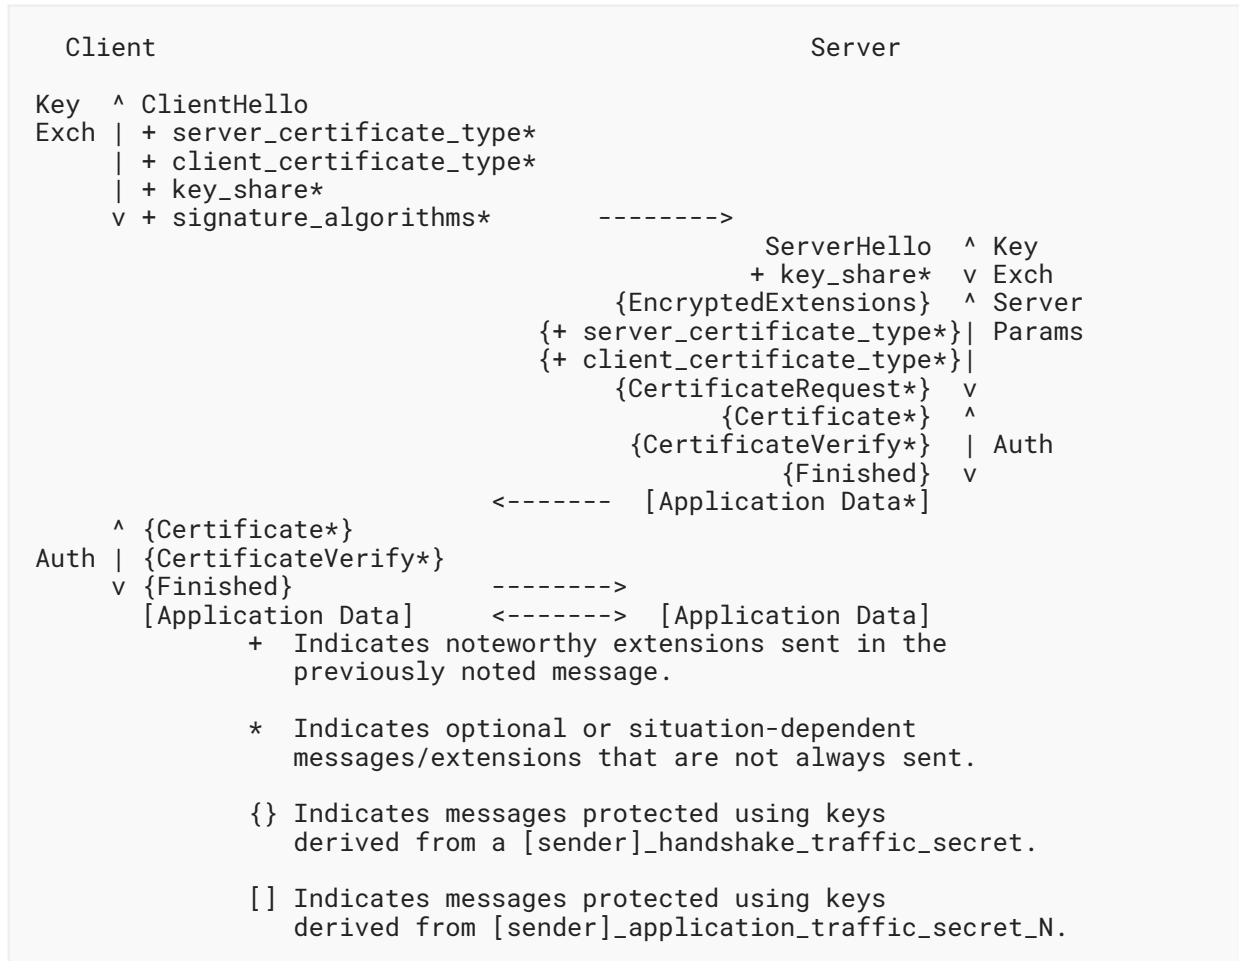 Client                                           Server
Key  ^ ClientHello
Exch | + server_certificate_type*
     | + client_certificate_type*
     | + key_share*
     v + signature_algorithms*       -------->
                                                ServerHello  ^ Key
                                               + key_share*  v Exch
                                      {EncryptedExtensions}  ^ Server
                                 {+ server_certificate_type*}| Params
                                 {+ client_certificate_type*}|
                                      {CertificateRequest*}  v
                                             {Certificate*}  ^
                                       {CertificateVerify*}  | Auth
                                                 {Finished}  v
                              <-------  [Application Data*]
     ^ {Certificate*}
Auth | {CertificateVerify*}
     v {Finished}             -------->
       [Application Data]     <------->  [Application Data]
              +  Indicates noteworthy extensions sent in the
                 previously noted message.
              *  Indicates optional or situation-dependent
                 messages/extensions that are not always sent.
              {} Indicates messages protected using keys
                 derived from a [sender]_handshake_traffic_secret.
              [] Indicates messages protected using keys
                 derived from [sender]_application_traffic_secret_N.